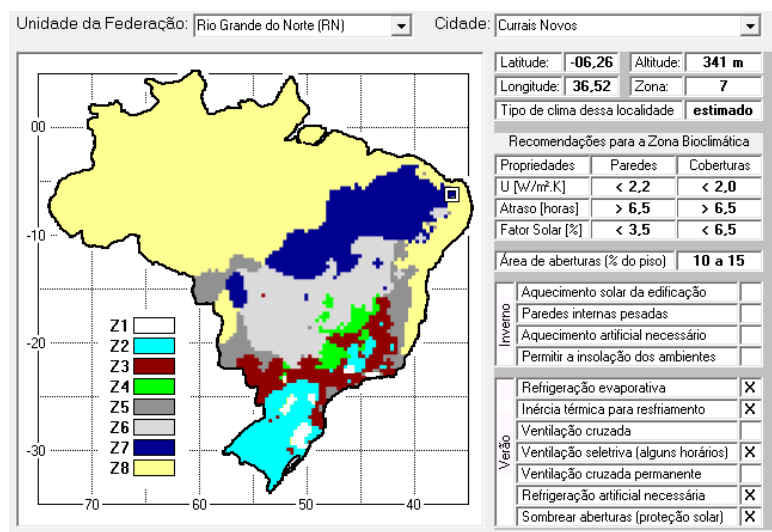 Unidade da Federação: Rio Grande do Norte (RN) Cidade: Currais Novos
Latitude: -06,26 Altitude: 341 m
Longitude: 36,52 Zona: 7
Tipo de clima dessa localidade estimado
Recomendações para a Zona Bioclimática
Propriedades Paredes Coberturas
U [W/m².K] < 2,2 < 2,0
Atraso [horas] > 6,5 > 6,5
Fator Solar [%] < 3,5 < 6,5
Área de aberturas (% do piso) 10 a 15
Inverno
Aquecimento solar da edificação
Paredes internas pesadas
Aquecimento artificial necessário
Permitir a insolação dos ambientes
Verão
Refrigeração evaporativa X
Inércia térmica para resfriamento X
Ventilação cruzada
Ventilação seletriva (alguns horários) X
Ventilação cruzada permanente
Refrigeração artificial necessária X
Sombrear aberturas (proteção solar) X
00
-10
-20
-30
Z1
Z2
Z3
Z4
Z5
Z6
Z7
Z8
-70 60 50 -40